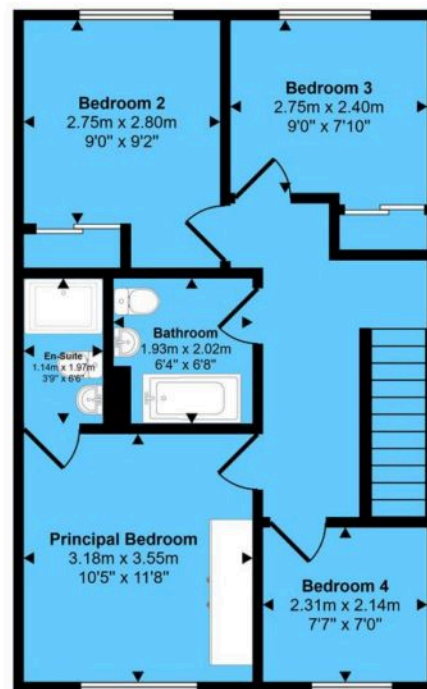 Bedroom 2
2.75m x 2.80m
9'0" x 9'2"
Bedroom 3
2.75m x 2.40m
9'0" x 7'10"
En-Suite
1.14m x 1.97m
3'9" x 6'6"
Bathroom
1.93m x 2.02m
6'4" x 6'8"
Principal Bedroom
3.18m x 3.55m
10'5" x 11'8"
Bedroom 4
2.31m x 2.14m
7'7" x 7'0"